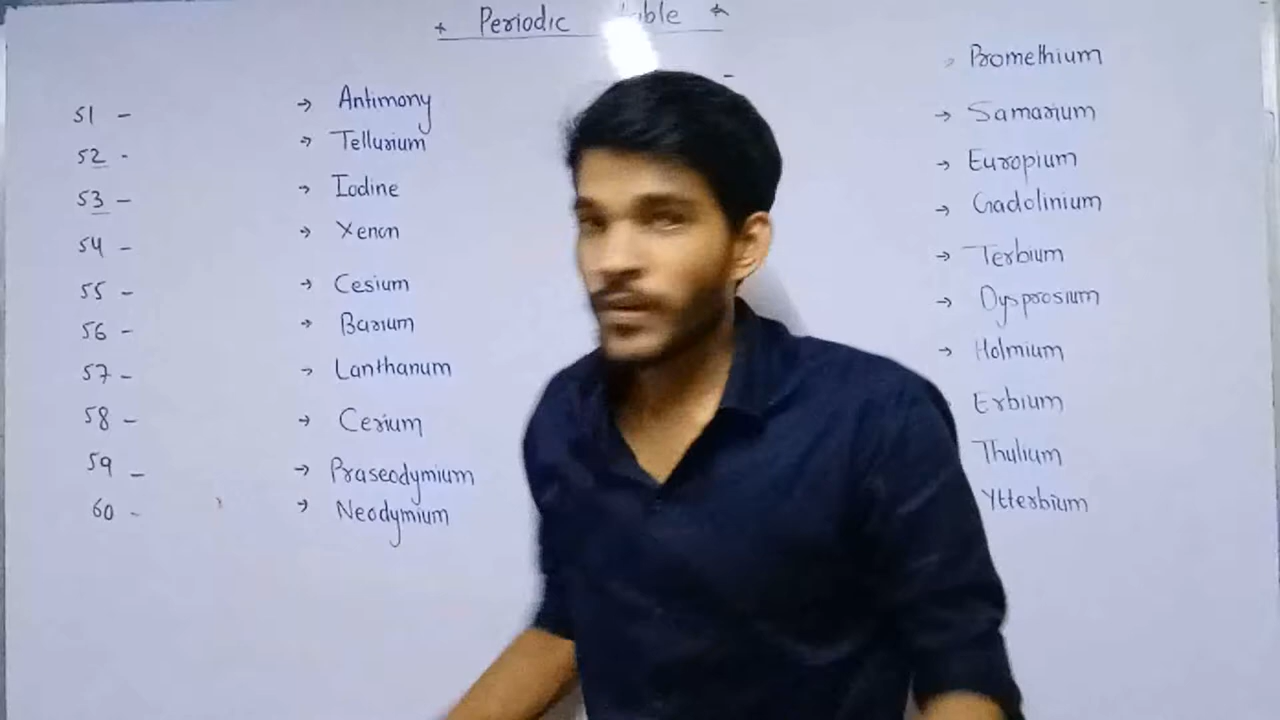 * Periodic table *
51 - → Antimony
52 - → Tellurium
53 - → Iodine
54 - → Xenon
55 - → Cesium
56 - → Barium
57 - → Lanthanum
58 - → Cerium
59 - → Praseodymium
60 - → Neodymium
→ Promethium
→ Samarium
→ Europium
→ Gadolinium
→ Terbium
→ Dysprosium
→ Holmium
Erbium
Thulium
Ytterbium